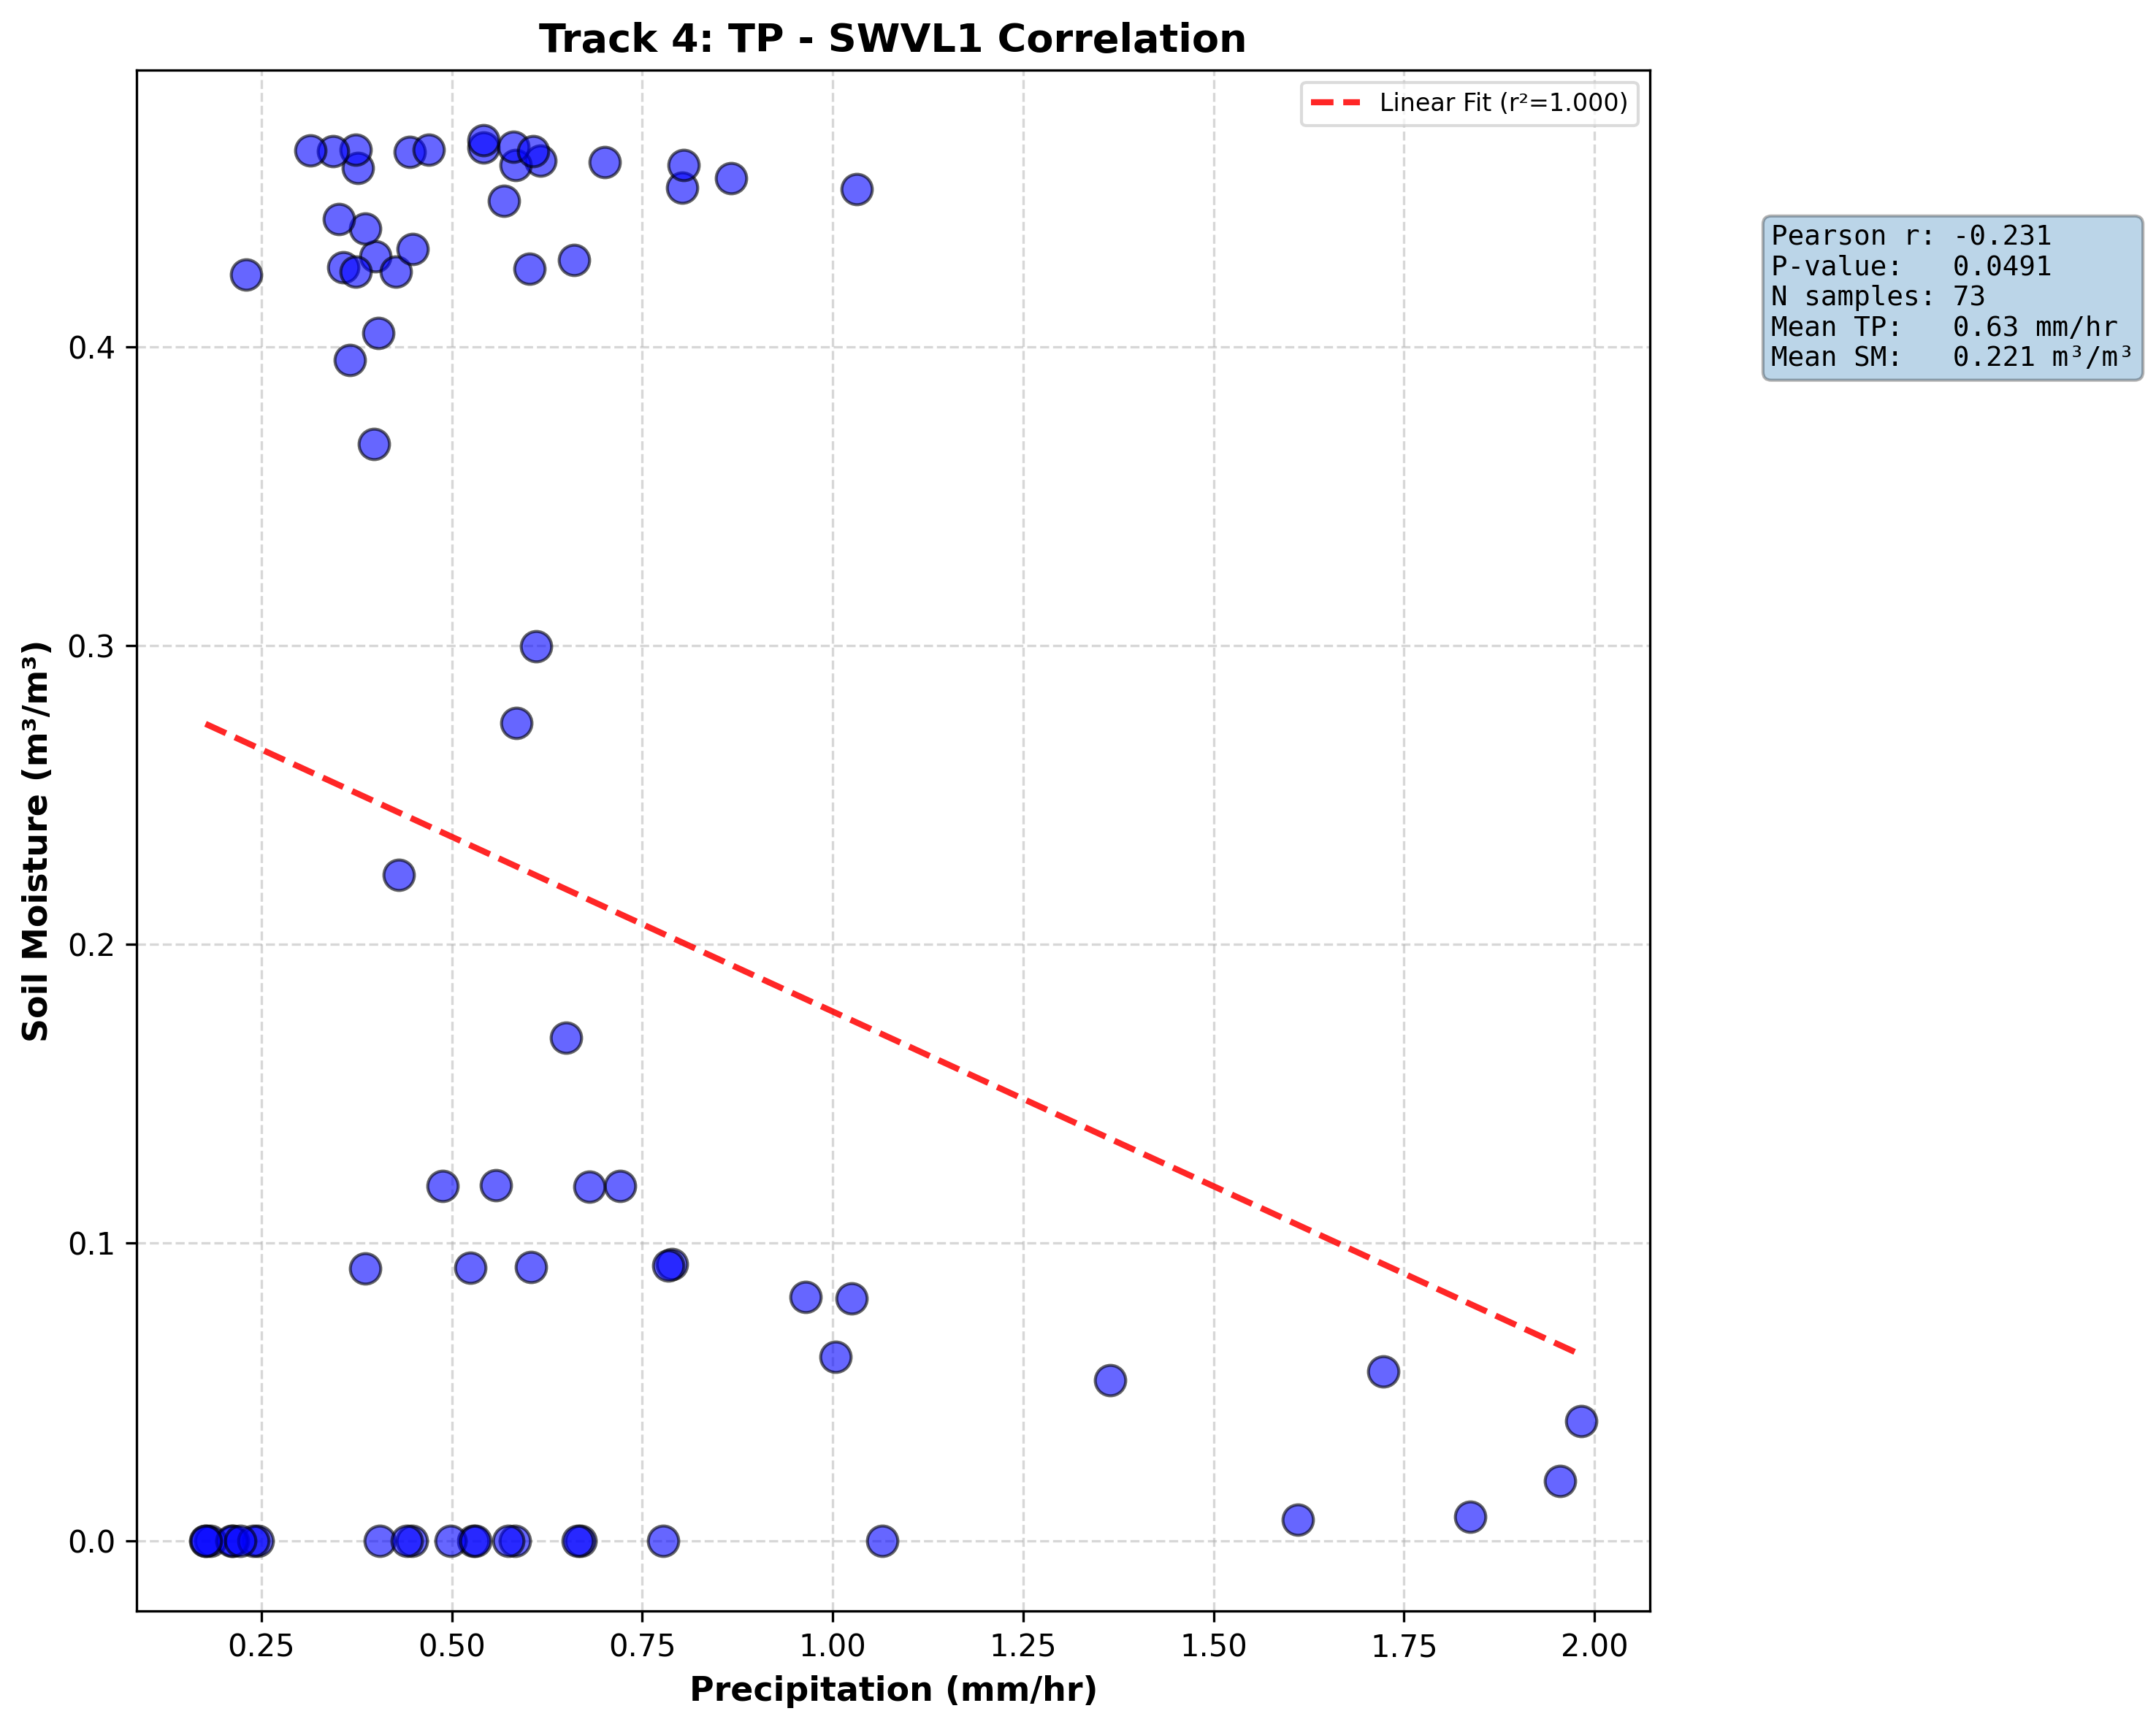 Track 4: TP - SWVL1 Correlation
Linear Fit (r²=1.000)
Pearson r: -0.231
P-value:   0.0491
N samples: 73
Mean TP:   0.63 mm/hr
Mean SM:   0.221 m³/m³
Soil Moisture (m³/m³)
0.4
0.3
0.2
0.1
0.0
0.25 0.50 0.75 1.00 1.25 1.50 1.75 2.00
Precipitation (mm/hr)